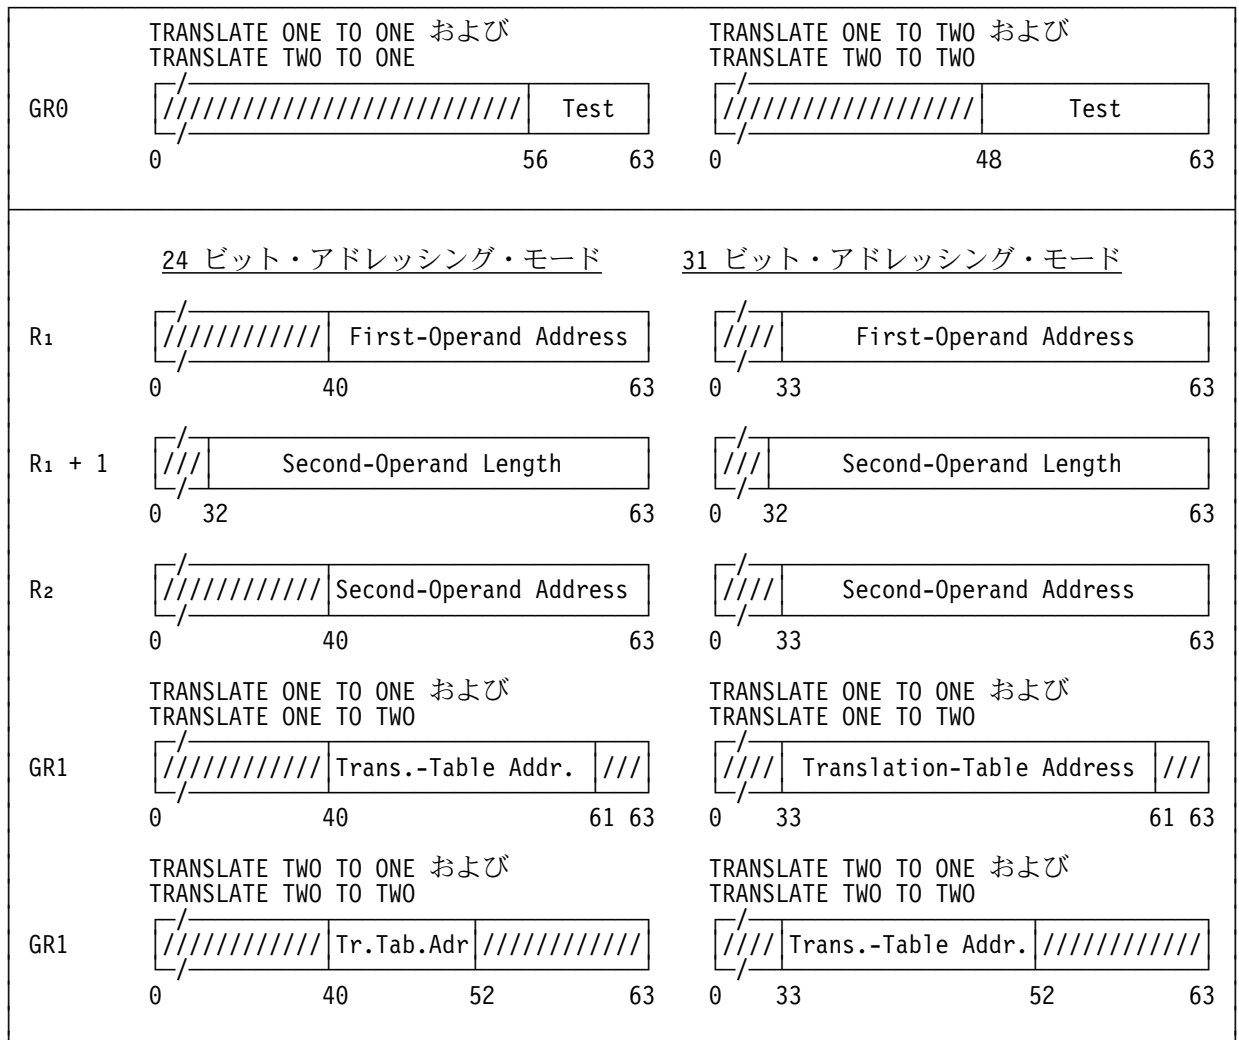 TRANSLATE ONE TO ONE および TRANSLATE ONE TO TWO および
TRANSLATE TWO TO ONE TRANSLATE TWO TO TWO
GR0 //////////////////////////// Test /////////////////// Test
0 56 63 0 48 63
24 ビット・アドレッシング・モード 31 ビット・アドレッシング・モード
R₁ //////////// First-Operand Address //// First-Operand Address
0 40 63 0 33 63
R₁ + 1 /// Second-Operand Length /// Second-Operand Length
0 32 63 0 32 63
R₂ //////////// Second-Operand Address //// Second-Operand Address
0 40 63 0 33 63
TRANSLATE ONE TO ONE および TRANSLATE ONE TO ONE および
TRANSLATE ONE TO TWO TRANSLATE ONE TO TWO
GR1 //////////// Trans.-Table Addr. /// //// Translation-Table Address ///
0 40 61 63 0 33 61 63
TRANSLATE TWO TO ONE および TRANSLATE TWO TO ONE および
TRANSLATE TWO TO TWO TRANSLATE TWO TO TWO
GR1 //////////// Tr.Tab.Adr //////////// //// Trans.-Table Addr. ////////////
0 40 52 63 0 33 52 63